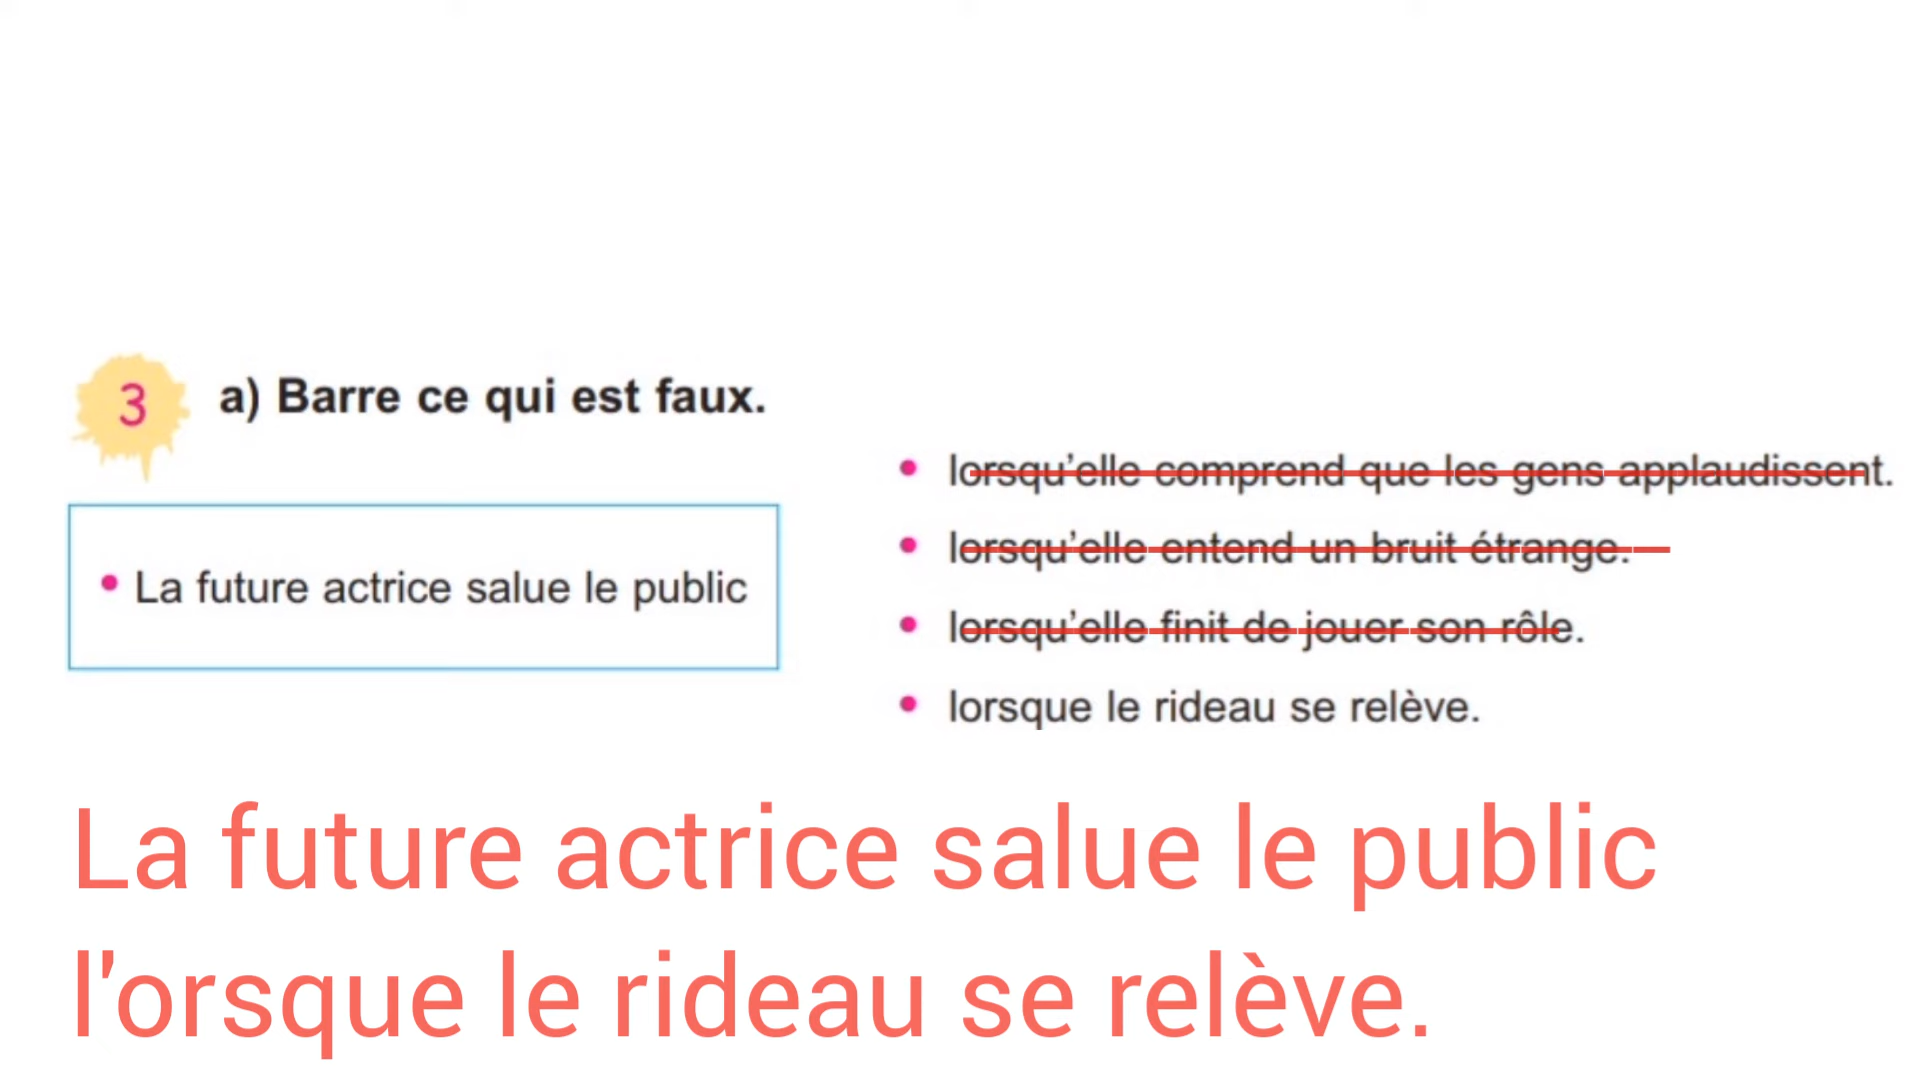 3 a) Barre ce qui est faux.
• lorsqu'elle comprend que les gens applaudissent.
• lorsqu'elle entend un bruit étrange.
• La future actrice salue le public
• lorsqu'elle finit de jouer son rôle.
• lorsque le rideau se relève.
La future actrice salue le public
l'orsque le rideau se relève.